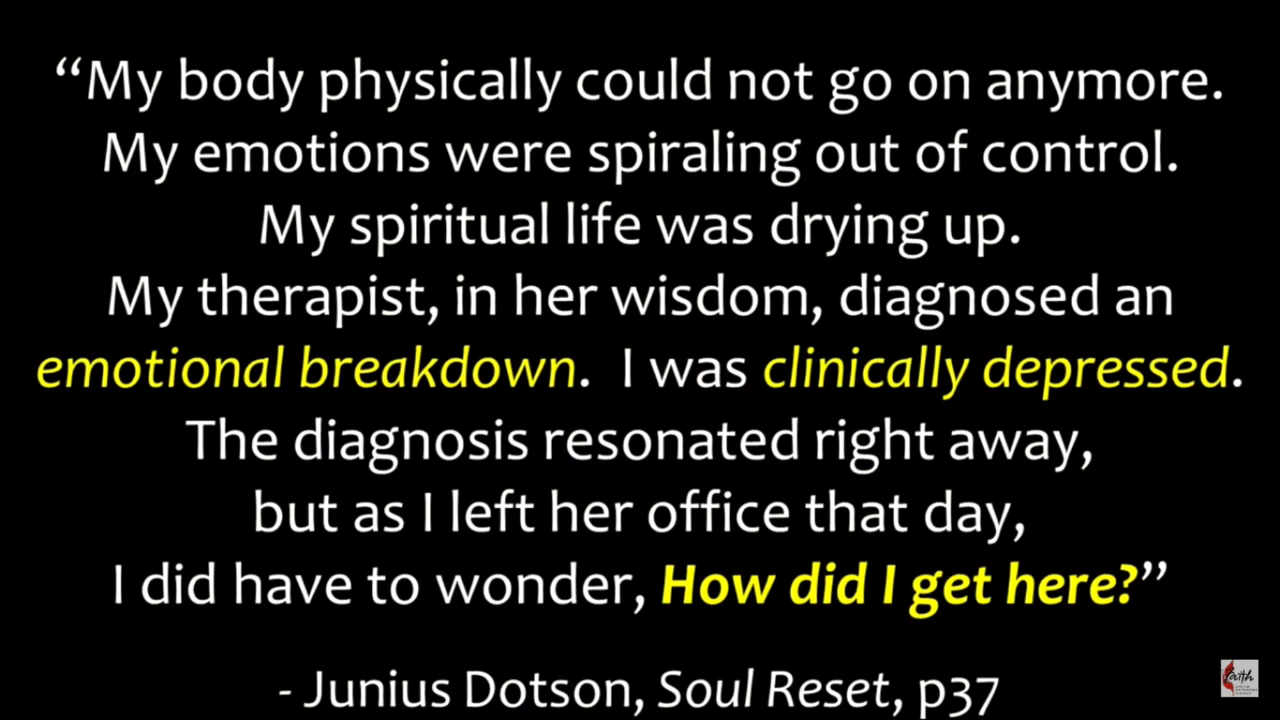 “My body physically could not go on anymore.
My emotions were spiraling out of control.
My spiritual life was drying up.
My therapist, in her wisdom, diagnosed an
emotional breakdown.  I was clinically depressed.
The diagnosis resonated right away,
but as I left her office that day,
I did have to wonder, How did I get here?”
- Junius Dotson, Soul Reset, p37
faith